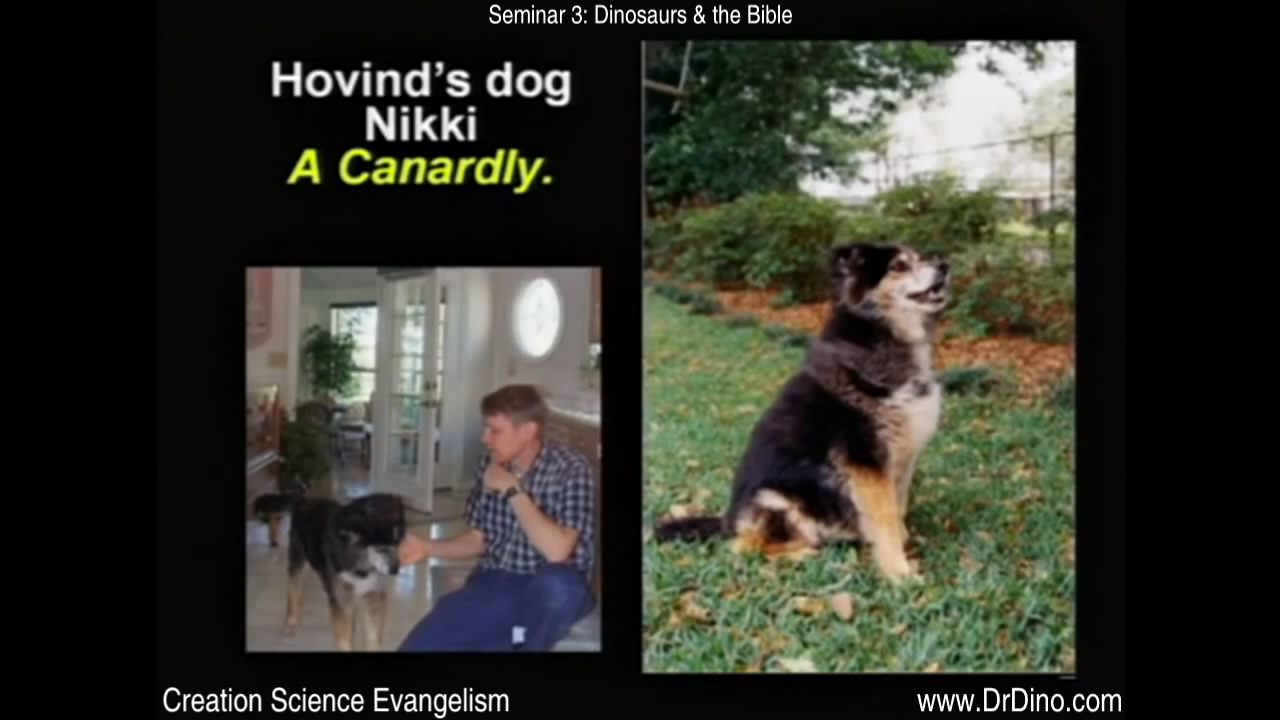 Seminar 3: Dinosaurs & the Bible
Hovind's dog
Nikki
A Canardly.
Creation Science Evangelism
www.DrDino.com